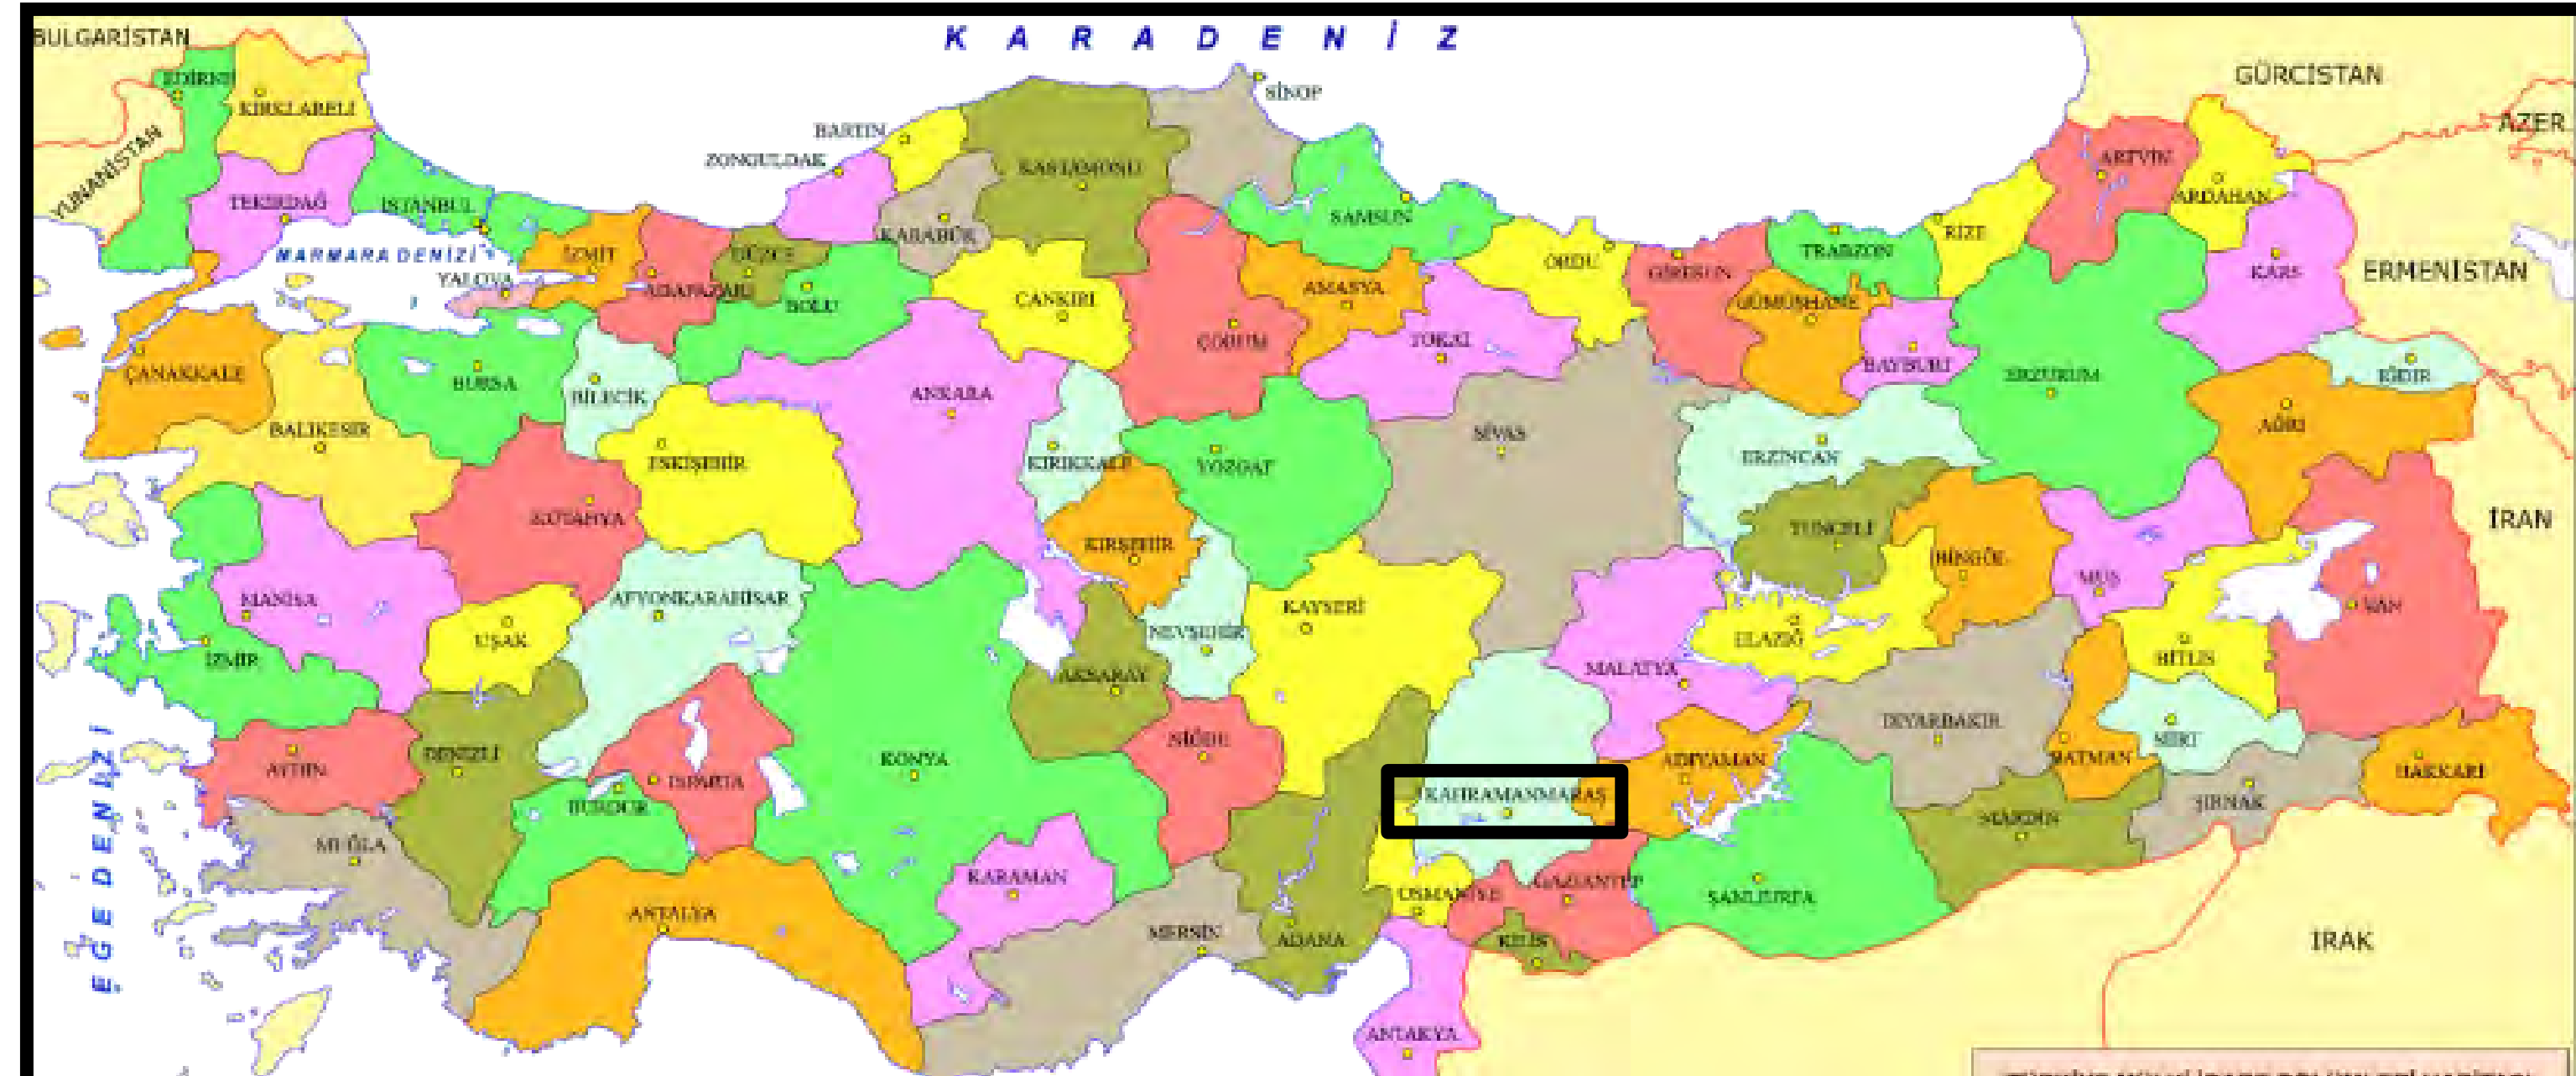 K A R A D E N İ Z
BULGARİSTAN
GÜRCİSTAN
EDİRNE
SİNOP
KIRKLARELİ
AZER.
BARTIN
ZONGULDAK
KASTAMONU
ARTVİN
YUNANİSTAN
ARDAHAN
TEKİRDAĞ
İSTANBUL
SAMSUN
KARABÜK
RİZE
MARMARA DENİZİ
İZMİT
DÜZCE
TRABZON
ORDU
GİRESUN
KARS
ERMENİSTAN
YALOVA
ADAPAZARI
BOLU
ÇANKIRI
AMASYA
GÜMÜŞHANE
ÇORUM
TOKAT
BAYBURT
ÇANAKKALE
BURSA
BİLECİK
ANKARA
ERZURUM
IĞDIR
BALIKESİR
SİVAS
AĞRI
ESKİŞEHİR
KIRIKKALE
YOZGAT
ERZİNCAN
KÜTAHYA
TUNCELİ
İRAN
KIRŞEHİR
BİNGÖL
MUŞ
MANİSA
AFYONKARAHİSAR
KAYSERİ
VAN
UŞAK
NEVŞEHİR
ELAZIĞ
İZMİR
AKSARAY
MALATYA
BİTLİS
DENİZLİ
NİĞDE
DİYARBAKIR
SİİRT
AYDIN
ISPARTA
KONYA
ADIYAMAN
BATMAN
HAKKARİ
BURDUR
KAHRAMANMARAŞ
ŞIRNAK
MUĞLA
MARDİN
EGE DENİZİ
KARAMAN
OSMANİYE
GAZİANTEP
ŞANLIURFA
ANTALYA
MERSİN
ADANA
KİLİS
IRAK
ANTAKYA